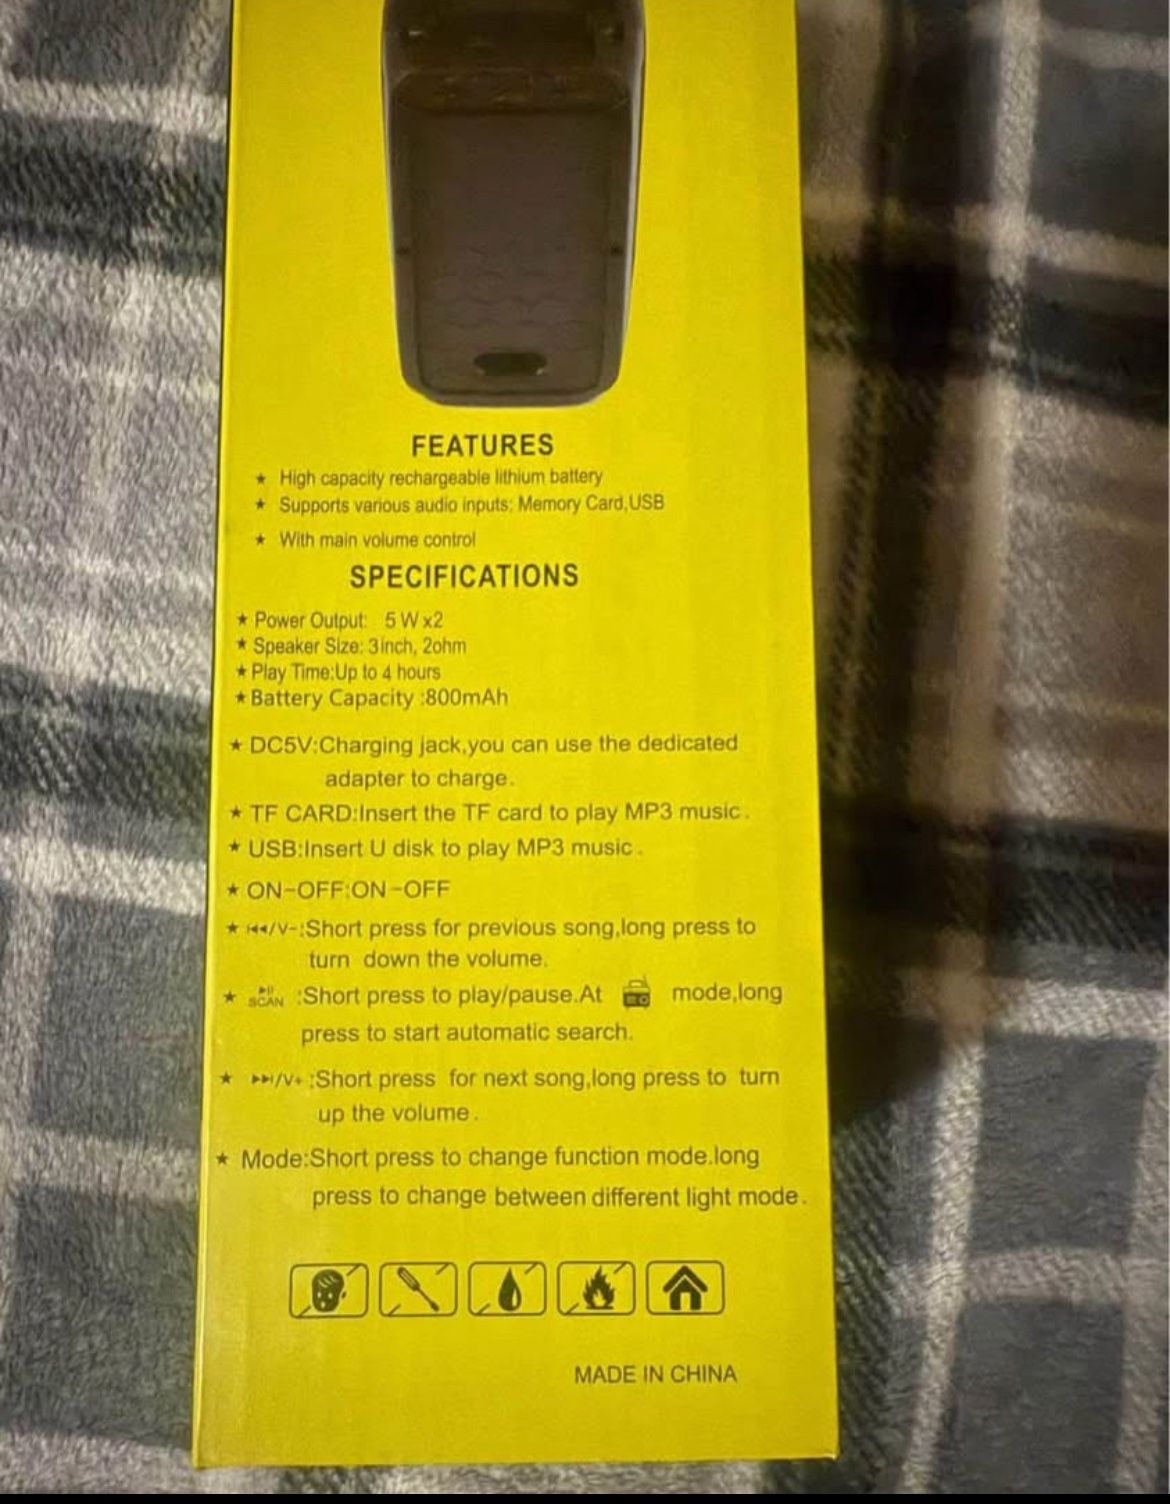 FEATURES
★ High capacity rechargeable lithium battery
★ Supports various audio inputs: Memory Card,USB
★ With main volume control
SPECIFICATIONS
★ Power Output: 5 W x2
★ Speaker Size: 3inch, 2ohm
★ Play Time:Up to 4 hours
★ Battery Capacity :800mAh
★ DC5V:Charging jack,you can use the dedicated
adapter to charge.
★ TF CARD:Insert the TF card to play MP3 music.
★ USB:Insert U disk to play MP3 music.
★ ON-OFF:ON-OFF
★ ⏮/V-:Short press for previous song,long press to
turn down the volume.
★ ⏯ SCAN :Short press to play/pause.At 📻 mode,long
press to start automatic search.
★ ⏭/V+ :Short press for next song,long press to turn
up the volume.
★ Mode:Short press to change function mode.long
press to change between different light mode.
MADE IN CHINA